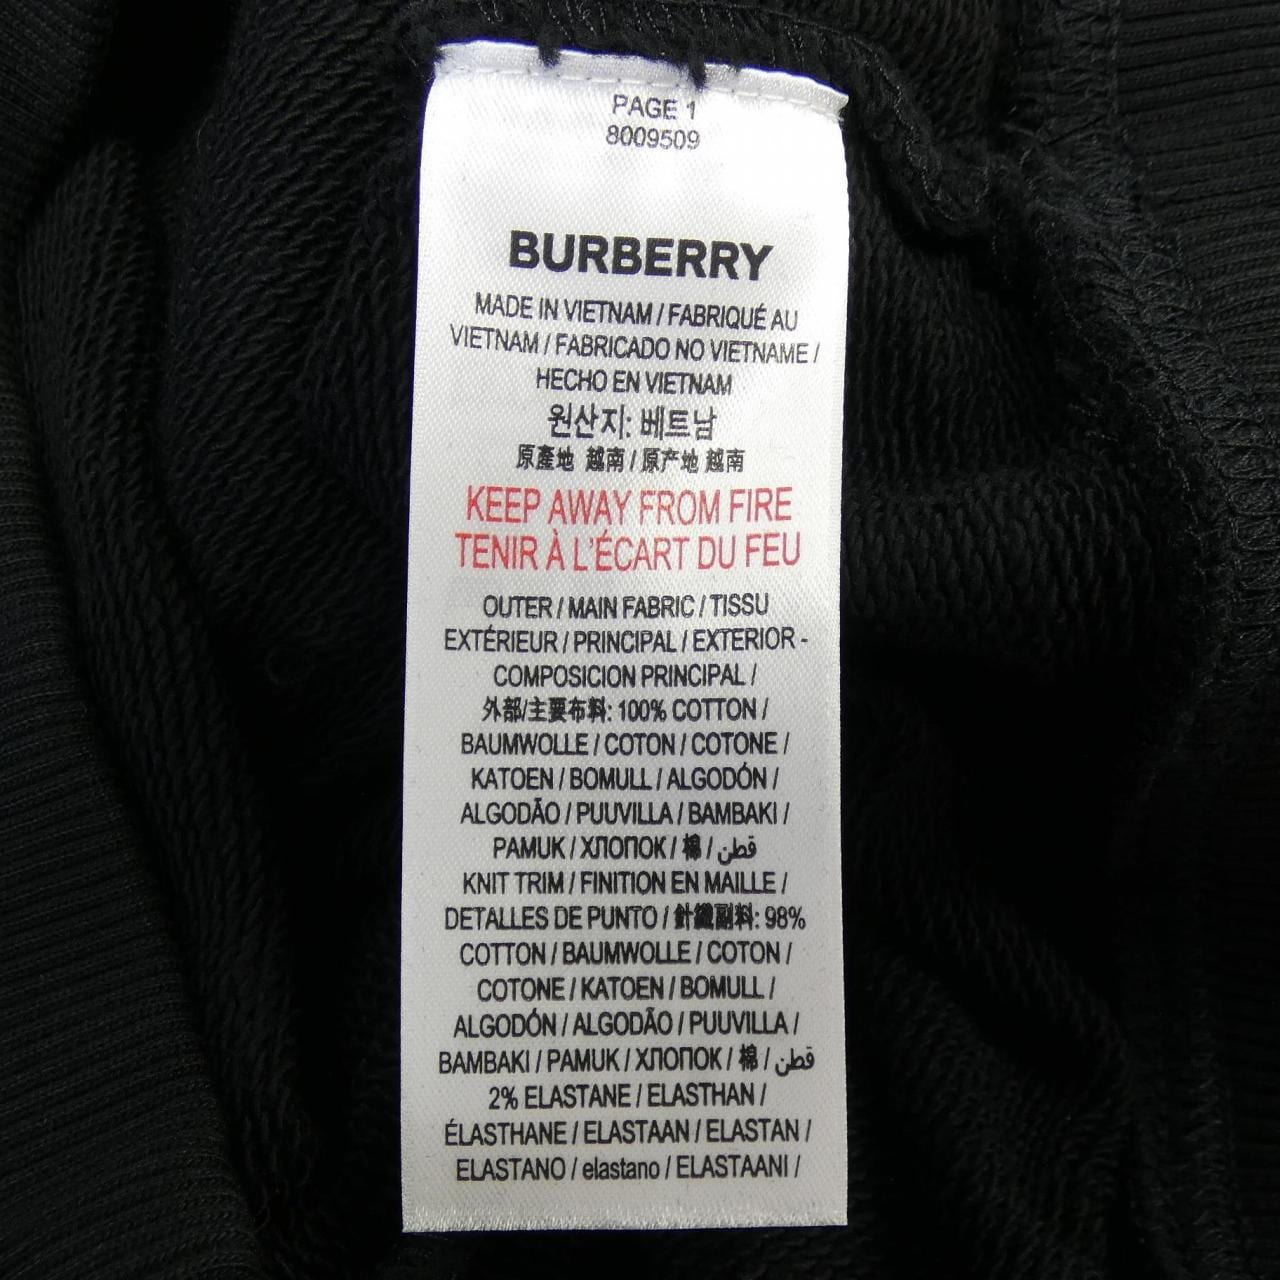 PAGE 1
8009509
BURBERRY
MADE IN VIETNAM / FABRIQUÉ AU
VIETNAM / FABRICADO NO VIETNAME /
HECHO EN VIETNAM
원산지: 베트남
原產地 越南 / 原产地 越南
KEEP AWAY FROM FIRE
TENIR À L'ÉCART DU FEU
OUTER / MAIN FABRIC / TISSU
EXTÉRIEUR / PRINCIPAL / EXTERIOR -
COMPOSICION PRINCIPAL /
外部/主要布料: 100% COTTON /
BAUMWOLLE / COTON / COTONE /
KATOEN / BOMULL / ALGODÓN /
ALGODÃO / PUUVILLA / BAMBAKI /
PAMUK / ХЛОПОК / 棉 / قطن
KNIT TRIM / FINITION EN MAILLE /
DETALLES DE PUNTO / 針織副料: 98%
COTTON / BAUMWOLLE / COTON /
COTONE / KATOEN / BOMULL /
ALGODÓN / ALGODÃO / PUUVILLA /
BAMBAKI / PAMUK / ХЛОПОК / 棉 / قطن
2% ELASTANE / ELASTHAN /
ÉLASTHANE / ELASTAAN / ELASTAN /
ELASTANO / elastano / ELASTAANI /